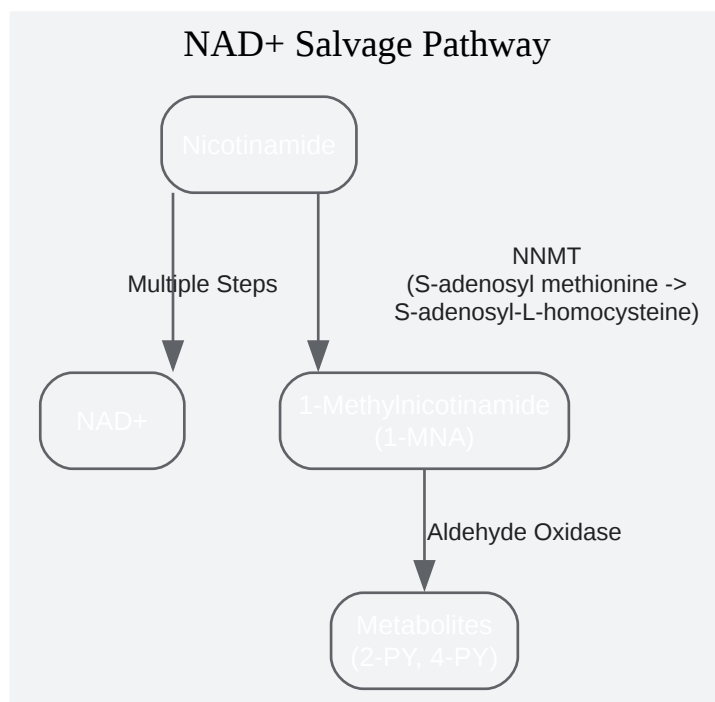 NAD+ Salvage Pathway
Nicotinamide
Multiple Steps
NNMT
(S-adenosyl methionine ->
S-adenosyl-L-homocysteine)
NAD+
1-Methylnicotinamide
(1-MNA)
Aldehyde Oxidase
Metabolites
(2-PY, 4-PY)